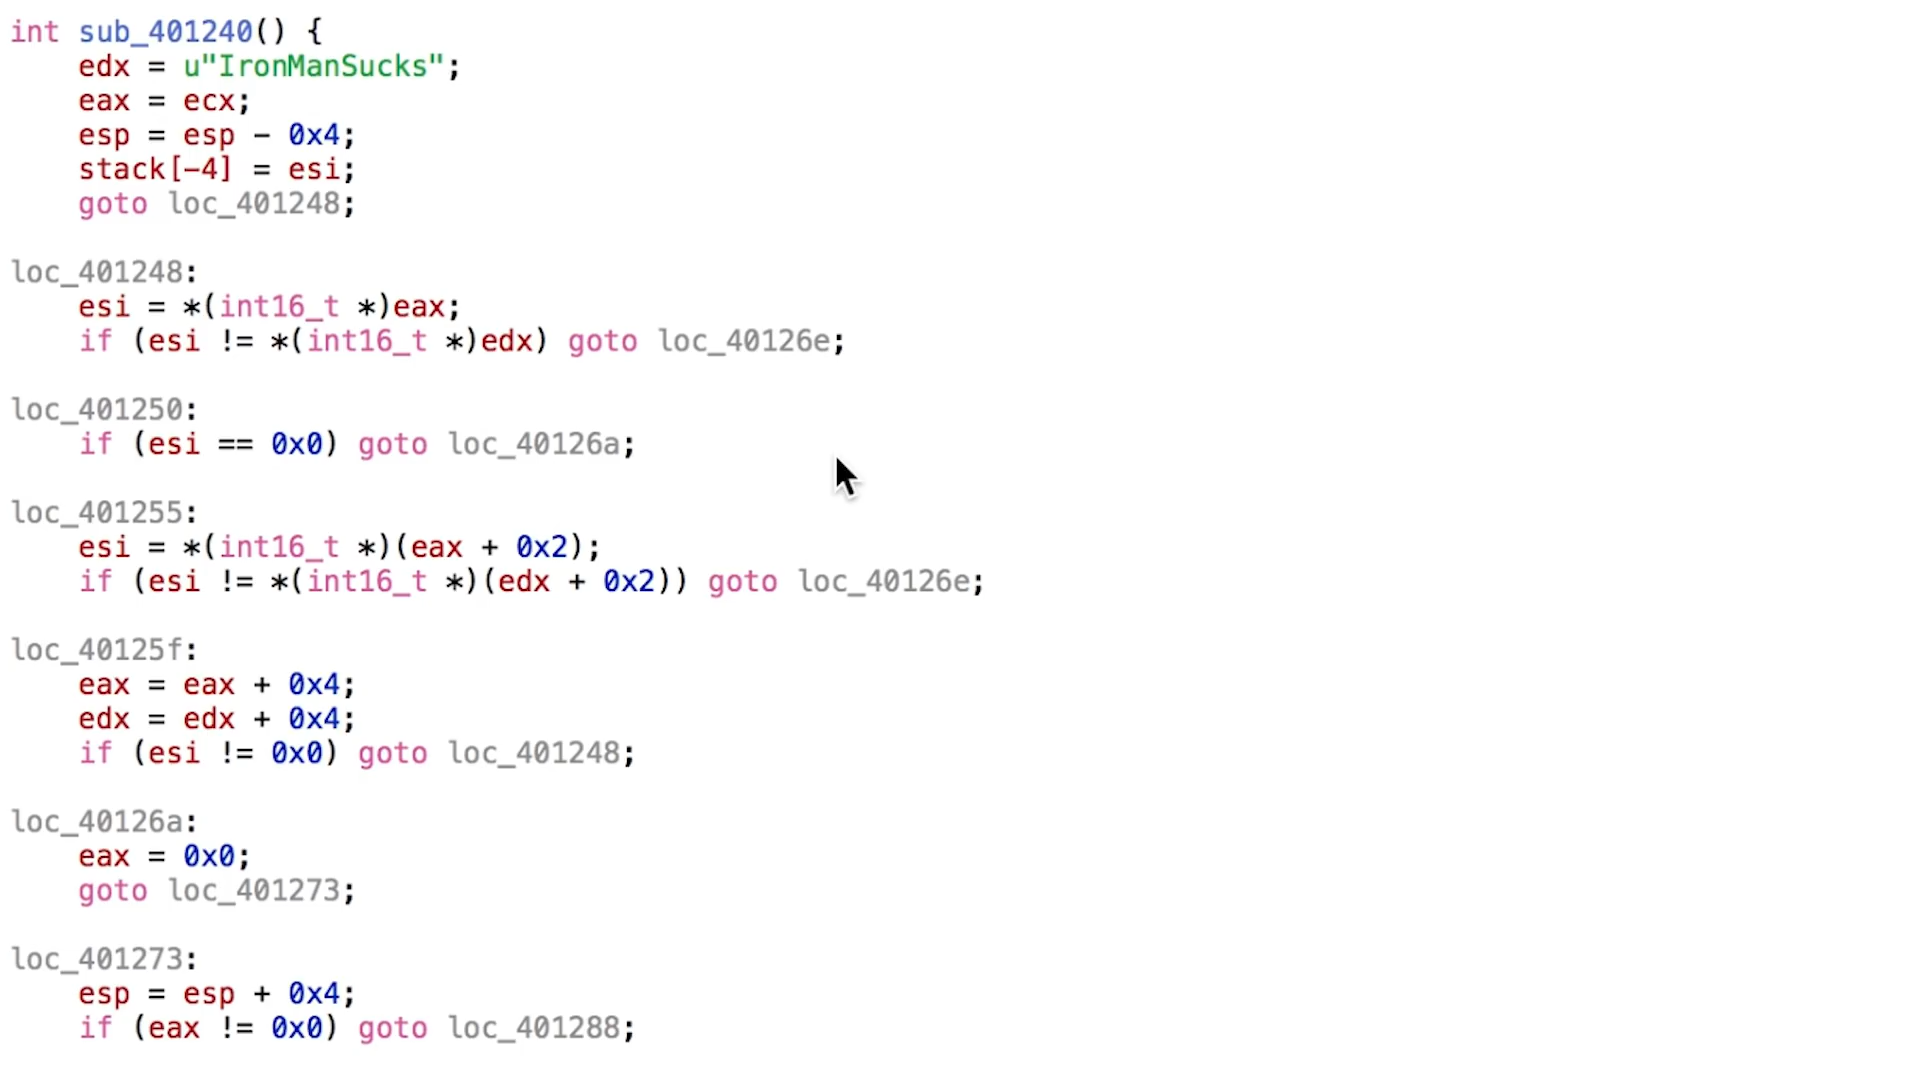 int sub_401240() {
    edx = u"IronManSucks";
    eax = ecx;
    esp = esp - 0x4;
    stack[-4] = esi;
    goto loc_401248;

loc_401248:
    esi = *(int16_t *)eax;
    if (esi != *(int16_t *)edx) goto loc_40126e;

loc_401250:
    if (esi == 0x0) goto loc_40126a;

loc_401255:
    esi = *(int16_t *)(eax + 0x2);
    if (esi != *(int16_t *)(edx + 0x2)) goto loc_40126e;

loc_40125f:
    eax = eax + 0x4;
    edx = edx + 0x4;
    if (esi != 0x0) goto loc_401248;

loc_40126a:
    eax = 0x0;
    goto loc_401273;

loc_401273:
    esp = esp + 0x4;
    if (eax != 0x0) goto loc_401288;